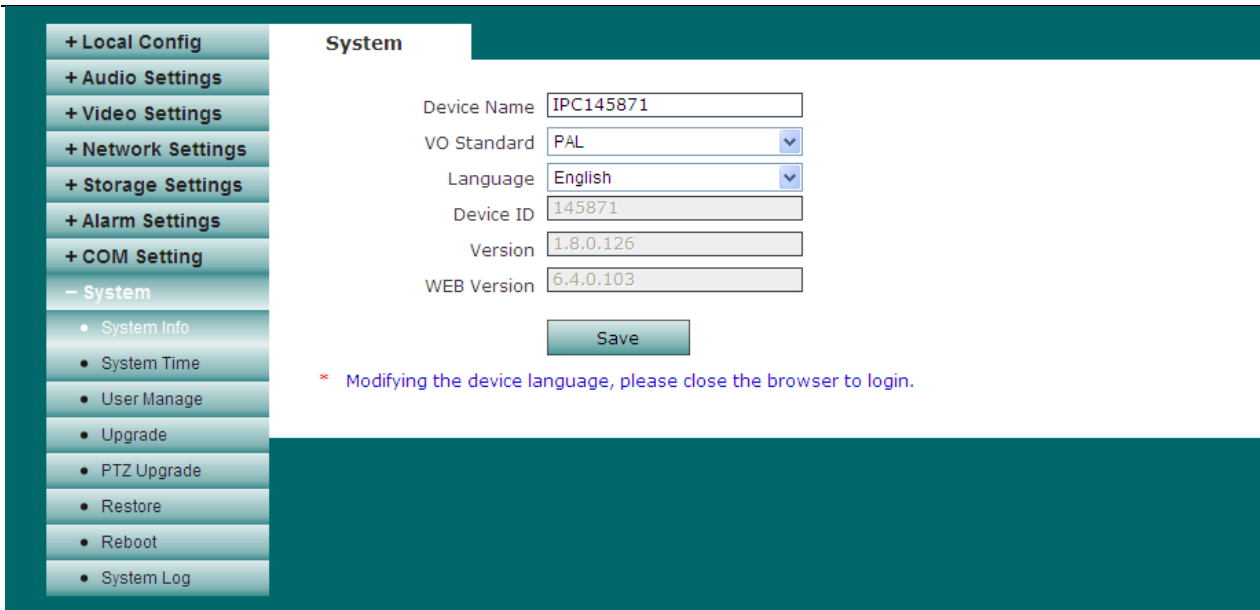 + Local Config
+ Audio Settings
+ Video Settings
+ Network Settings
+ Storage Settings
+ Alarm Settings
+ COM Setting
– System
• System Info
• System Time
• User Manage
• Upgrade
• PTZ Upgrade
• Restore
• Reboot
• System Log
System
Device Name IPC145871
VO Standard PAL
Language English
Device ID 145871
Version 1.8.0.126
WEB Version 6.4.0.103
Save
* Modifying the device language, please close the browser to login.